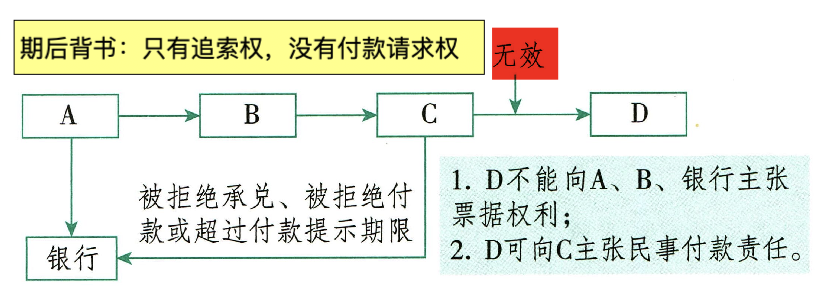 期后背书：只有追索权，没有付款请求权
无效
A
B
C
D
被拒绝承兑、被拒绝付
款或超过付款提示期限
银行
1. D不能向A、B、银行主张
票据权利；
2. D可向C主张民事付款责任。